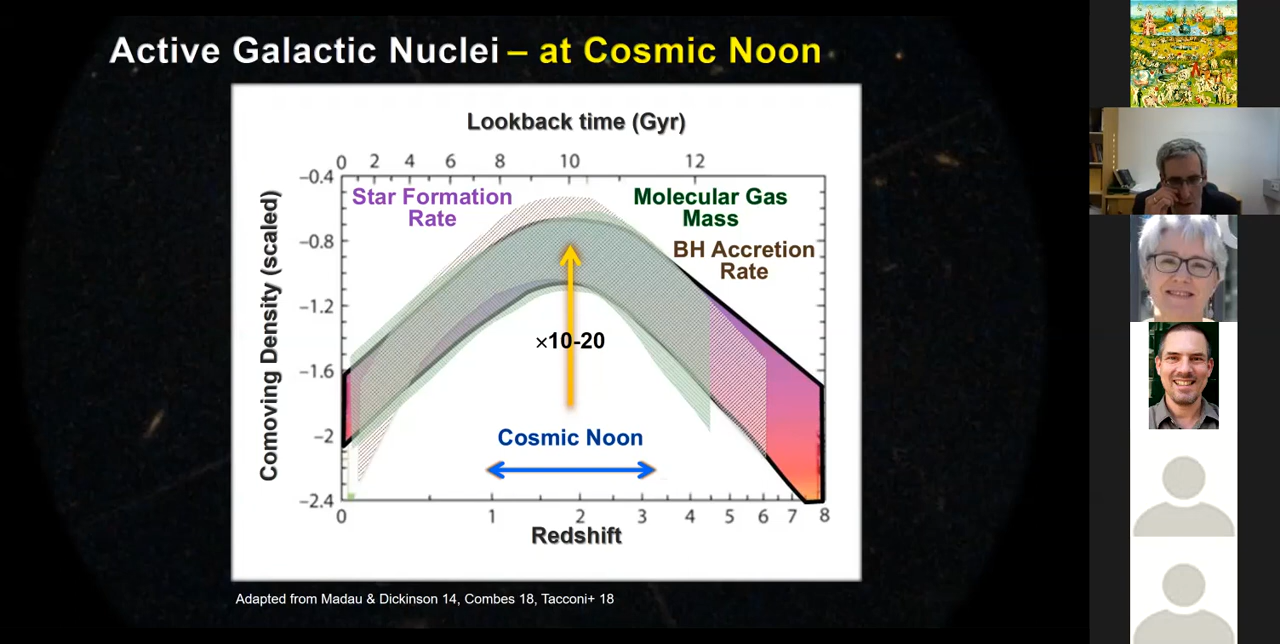 Active Galactic Nuclei – at Cosmic Noon
Lookback time (Gyr)
0 2 4 6 8 10 12
−0.4
Star Formation
Rate
Molecular Gas
Mass
−0.8
BH Accretion
Rate
−1.2
×10-20
−1.6
−2
Cosmic Noon
−2.4
Comoving Density (scaled)
0 1 2 3 4 5 6 7 8
Redshift
Adapted from Madau & Dickinson 14, Combes 18, Tacconi+ 18